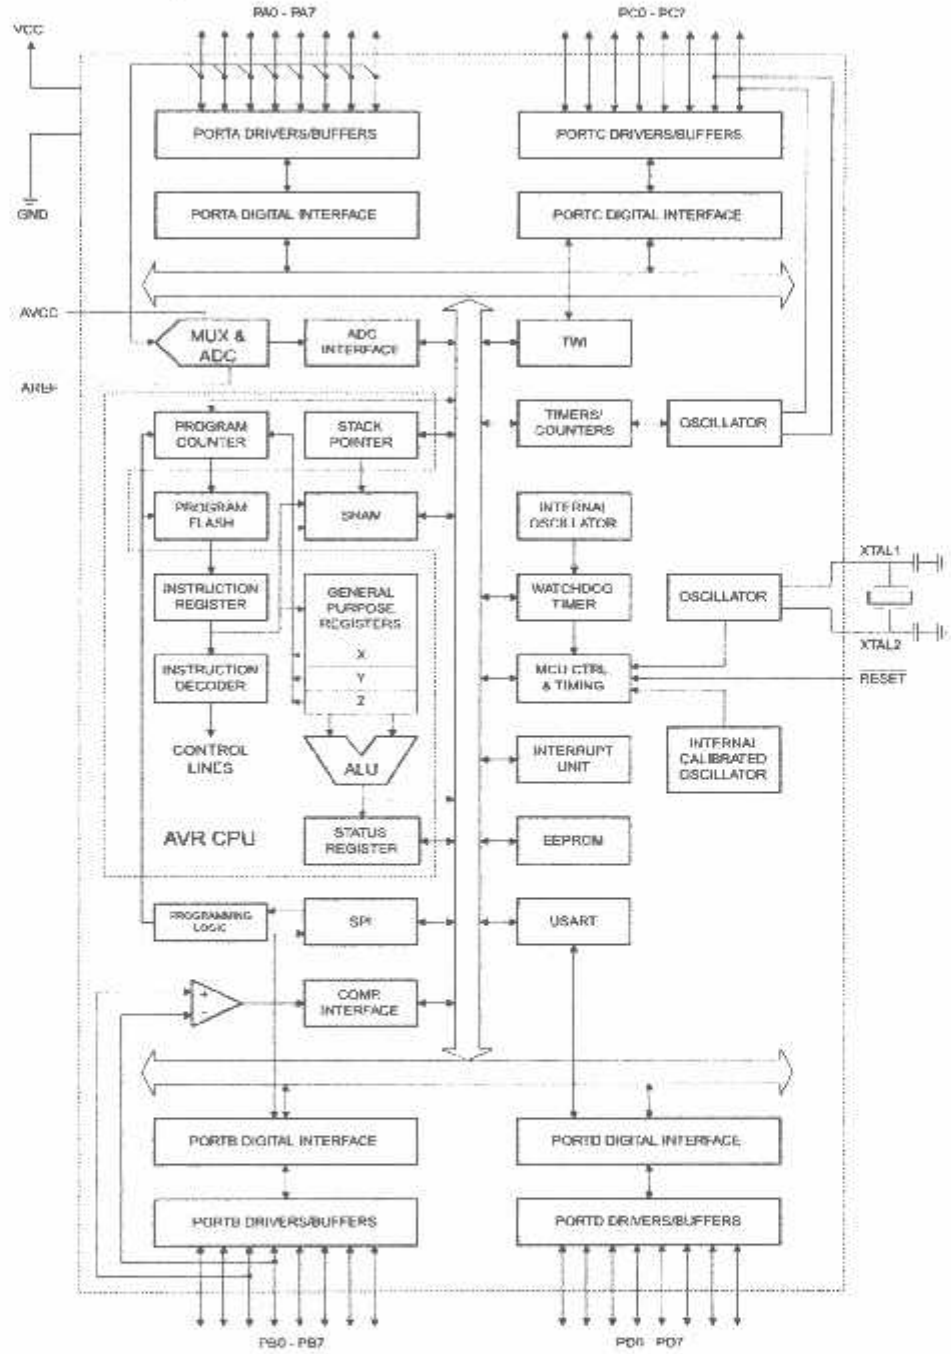 PA0 - PA7
PC0 - PC7
VCC
PORTA DRIVERS/BUFFERS
PORTC DRIVERS/BUFFERS
GND
PORTA DIGITAL INTERFACE
PORTC DIGITAL INTERFACE
AVCC
MUX &
ADC
ADC
INTERFACE
TWI
AREF
PROGRAM
COUNTER
STACK
POINTER
TIMERS/
COUNTERS
OSCILLATOR
PROGRAM
FLASH
SRAM
INTERNAL
OSCILLATOR
XTAL1
INSTRUCTION
REGISTER
GENERAL
PURPOSE
REGISTERS
WATCHDOG
TIMER
OSCILLATOR
XTAL2
X
INSTRUCTION
DECODER
Y
MCU CTRL
& TIMING
RESET
Z
CONTROL
LINES
ALU
INTERRUPT
UNIT
INTERNAL
CALIBRATED
OSCILLATOR
AVR CPU
STATUS
REGISTER
EEPROM
PROGRAMMING
LOGIC
SPI
USART
+
-
COMP.
INTERFACE
PORTB DIGITAL INTERFACE
PORTD DIGITAL INTERFACE
PORTB DRIVERS/BUFFERS
PORTD DRIVERS/BUFFERS
PB0 - PB7
PD0 - PD7